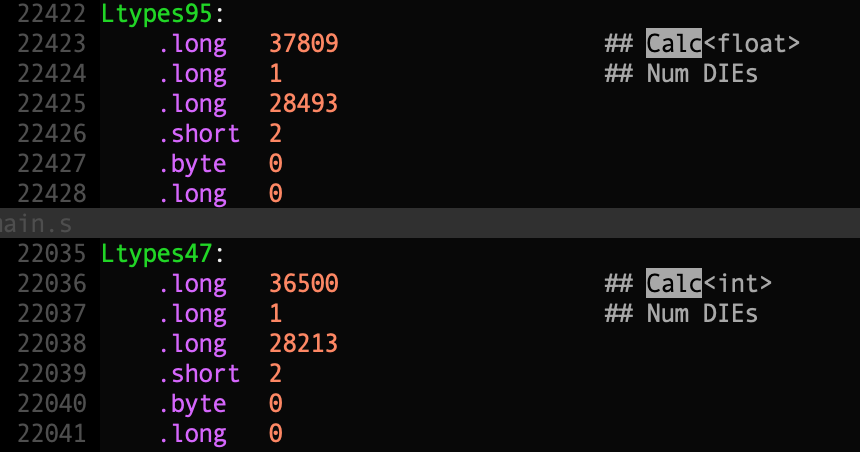 22422 Ltypes95:
22423 .long 37809 ## Calc<float>
22424 .long 1 ## Num DIEs
22425 .long 28493
22426 .short 2
22427 .byte 0
22428 .long 0
main.s
22035 Ltypes47:
22036 .long 36500 ## Calc<int>
22037 .long 1 ## Num DIEs
22038 .long 28213
22039 .short 2
22040 .byte 0
22041 .long 0